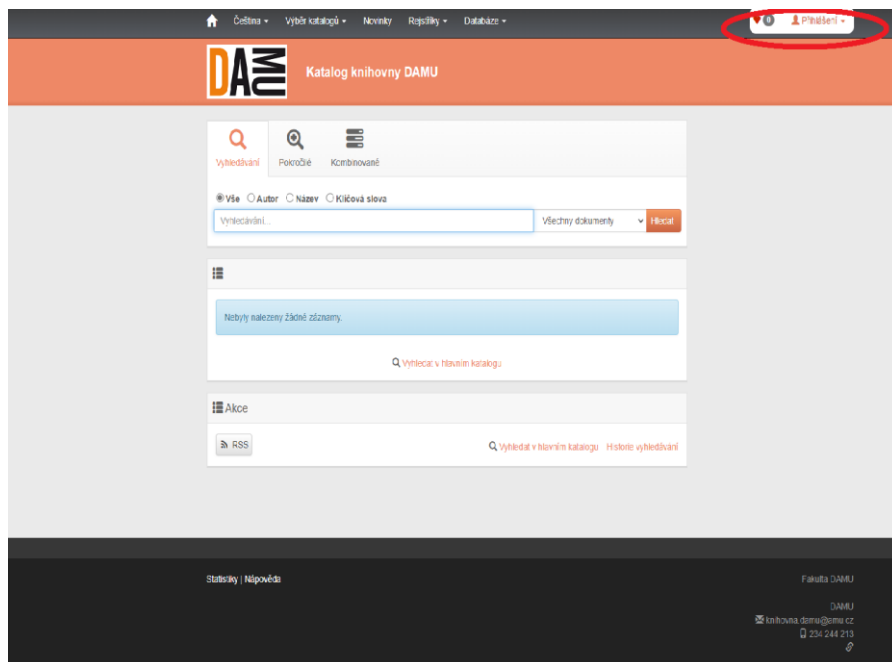 Čeština Výběr katalogů Novinky Rejstříky Databáze 0 Přihlášení
DAMU Katalog knihovny DAMU
Vyhledávání Pokročilé Kombinované
Vše Autor Název Klíčová slova
Vyhledávání... Všechny dokumenty Hledat
Nebyly nalezeny žádné záznamy.
Vyhledat v hlavním katalogu
Akce
RSS Vyhledat v hlavním katalogu Historie vyhledávání
Statistiky | Nápověda Fakulta DAMU
DAMU
knihovna.damu@amu.cz
234 244 213